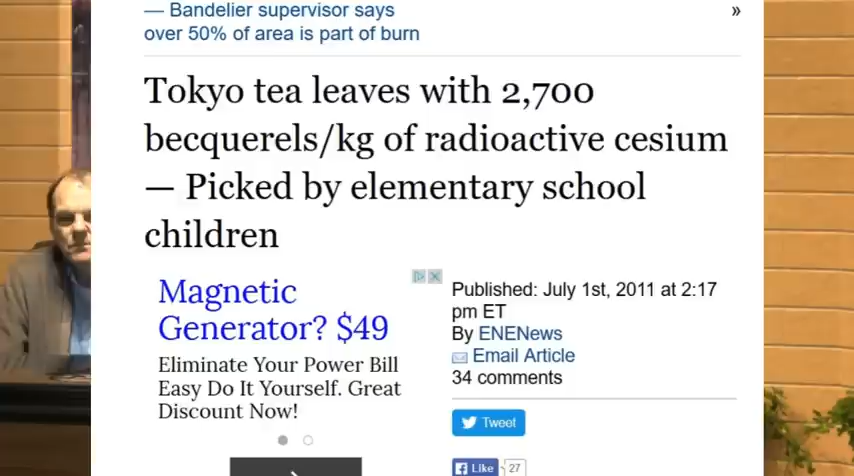 — Bandelier supervisor says
over 50% of area is part of burn
»
Tokyo tea leaves with 2,700
becquerels/kg of radioactive cesium
— Picked by elementary school
children
Magnetic
Generator? $49
Eliminate Your Power Bill
Easy Do It Yourself. Great
Discount Now!
Published: July 1st, 2011 at 2:17
pm ET
By ENENews
Email Article
34 comments
Tweet
Like 27